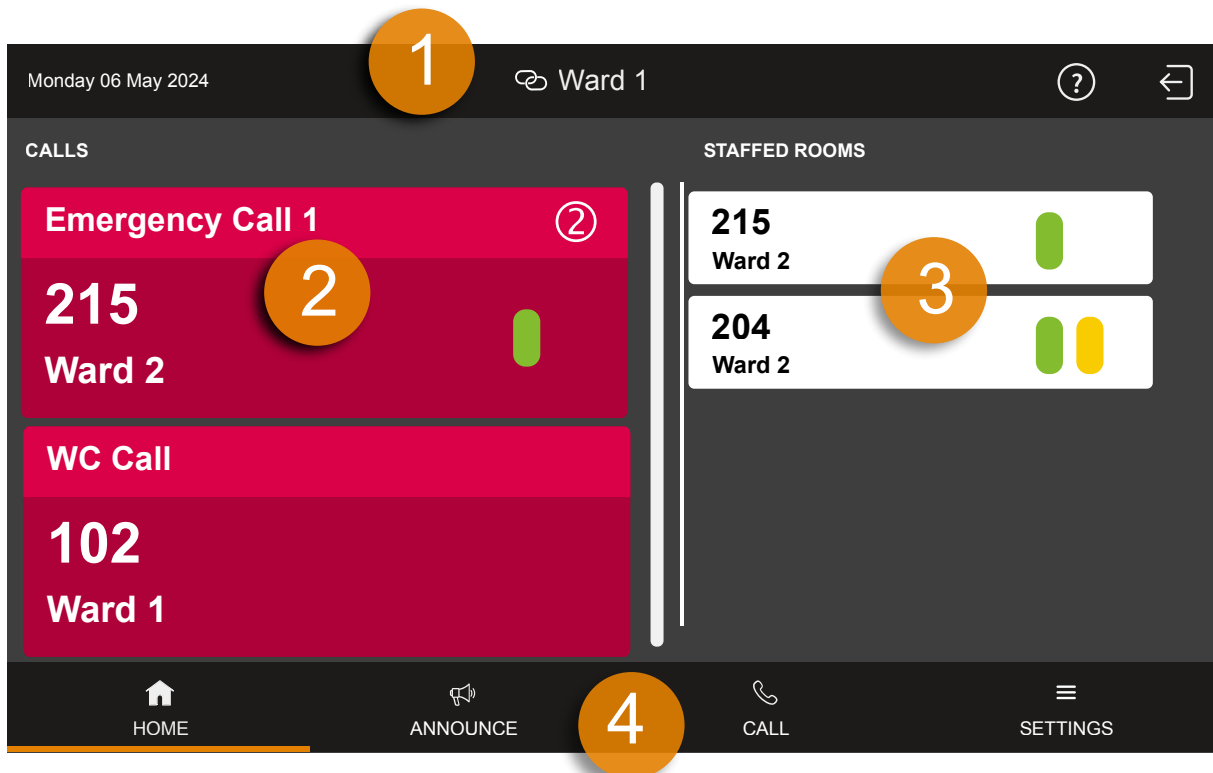 1
Monday 06 May 2024
Ward 1
?
CALLS
STAFFED ROOMS
Emergency Call 1
2
2
215
Ward 2
WC Call
102
Ward 1
215
Ward 2
3
204
Ward 2
4
HOME
ANNOUNCE
CALL
SETTINGS